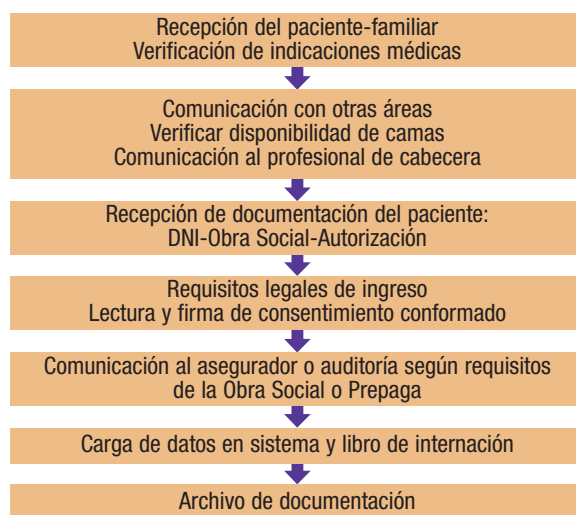 Recepción del paciente-familiar
Verificación de indicaciones médicas
Comunicación con otras áreas
Verificar disponibilidad de camas
Comunicación al profesional de cabecera
Recepción de documentación del paciente:
DNI-Obra Social-Autorización
Requisitos legales de ingreso
Lectura y firma de consentimiento conformado
Comunicación al asegurador o auditoría según requisitos
de la Obra Social o Prepaga
Carga de datos en sistema y libro de internación
Archivo de documentación